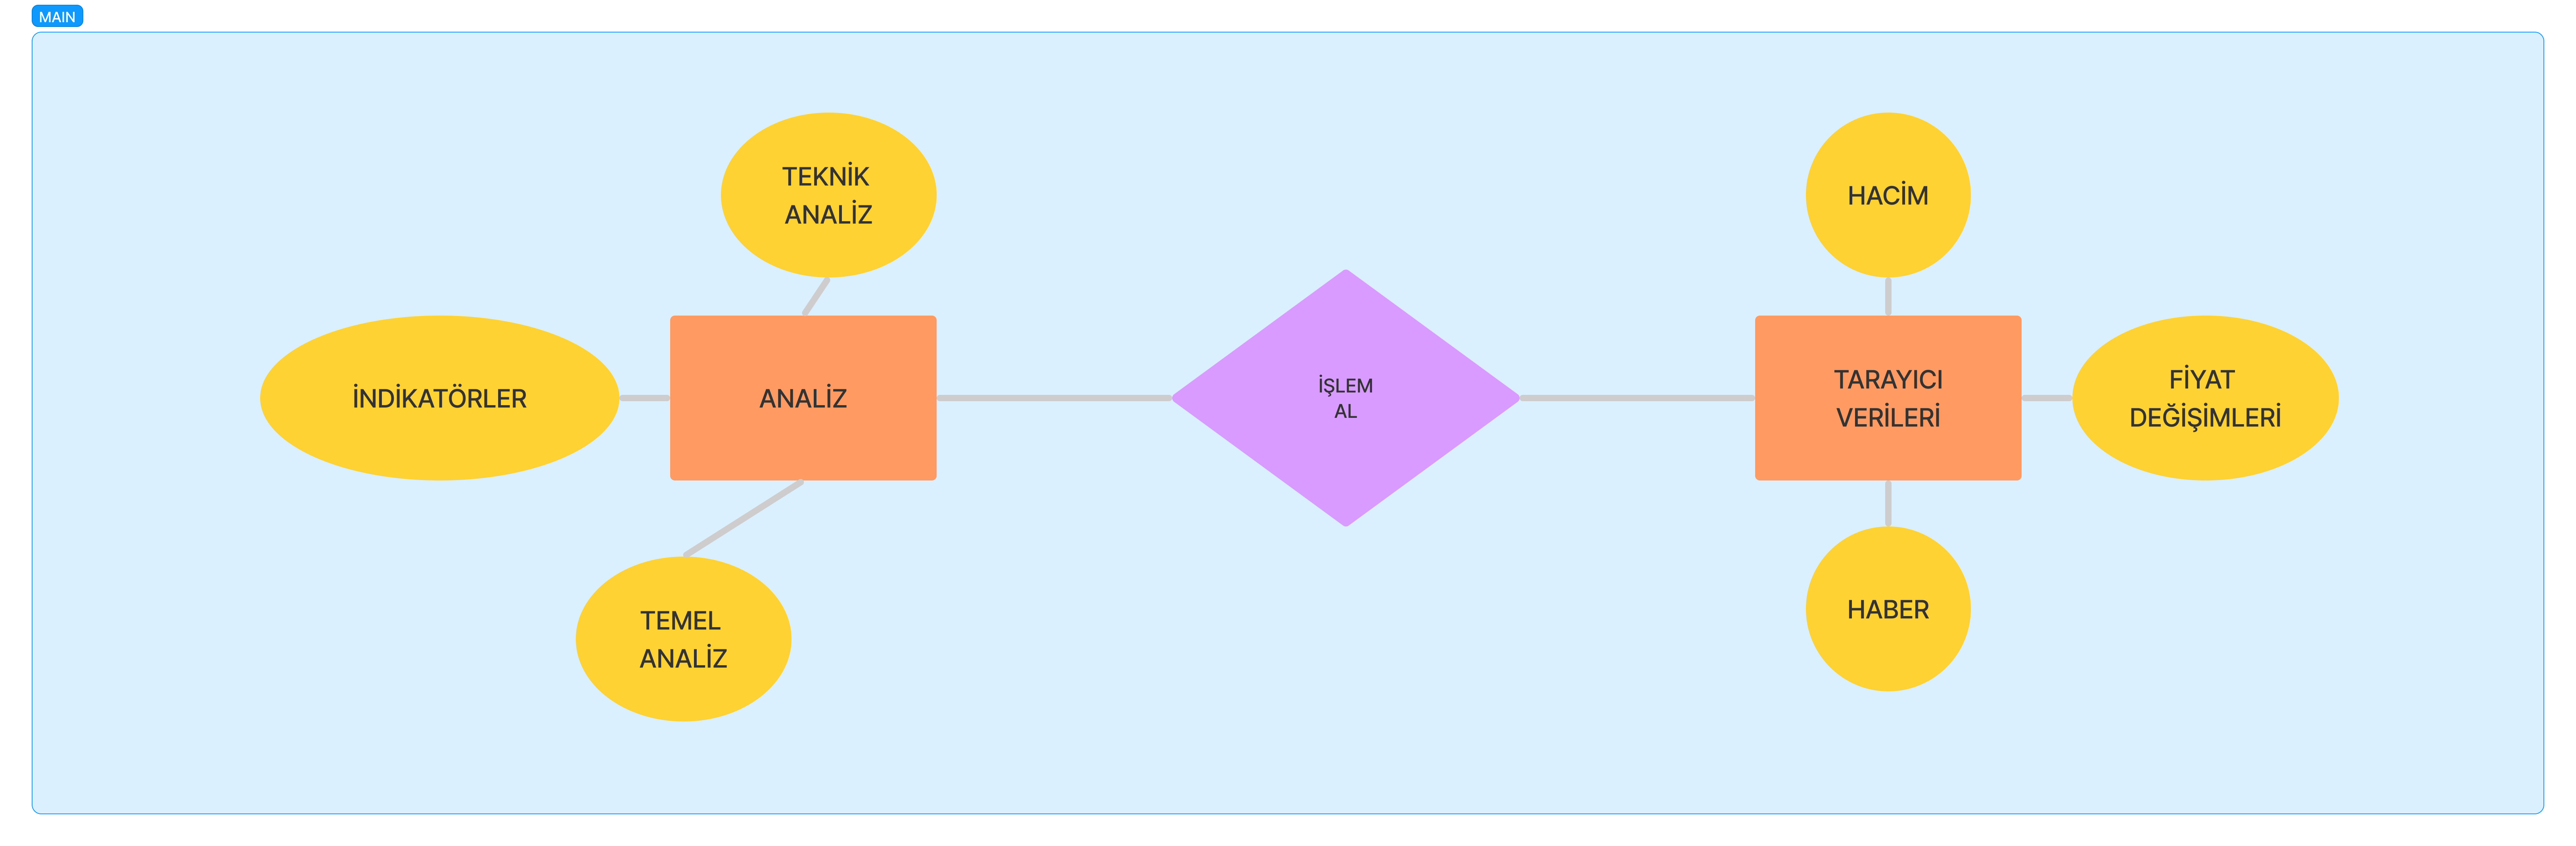 MAIN
TEKNİK
ANALİZ
HACİM
İNDİKATÖRLER
ANALİZ
İŞLEM
AL
TARAYICI
VERİLERİ
FİYAT
DEĞİŞİMLERİ
TEMEL
ANALİZ
HABER